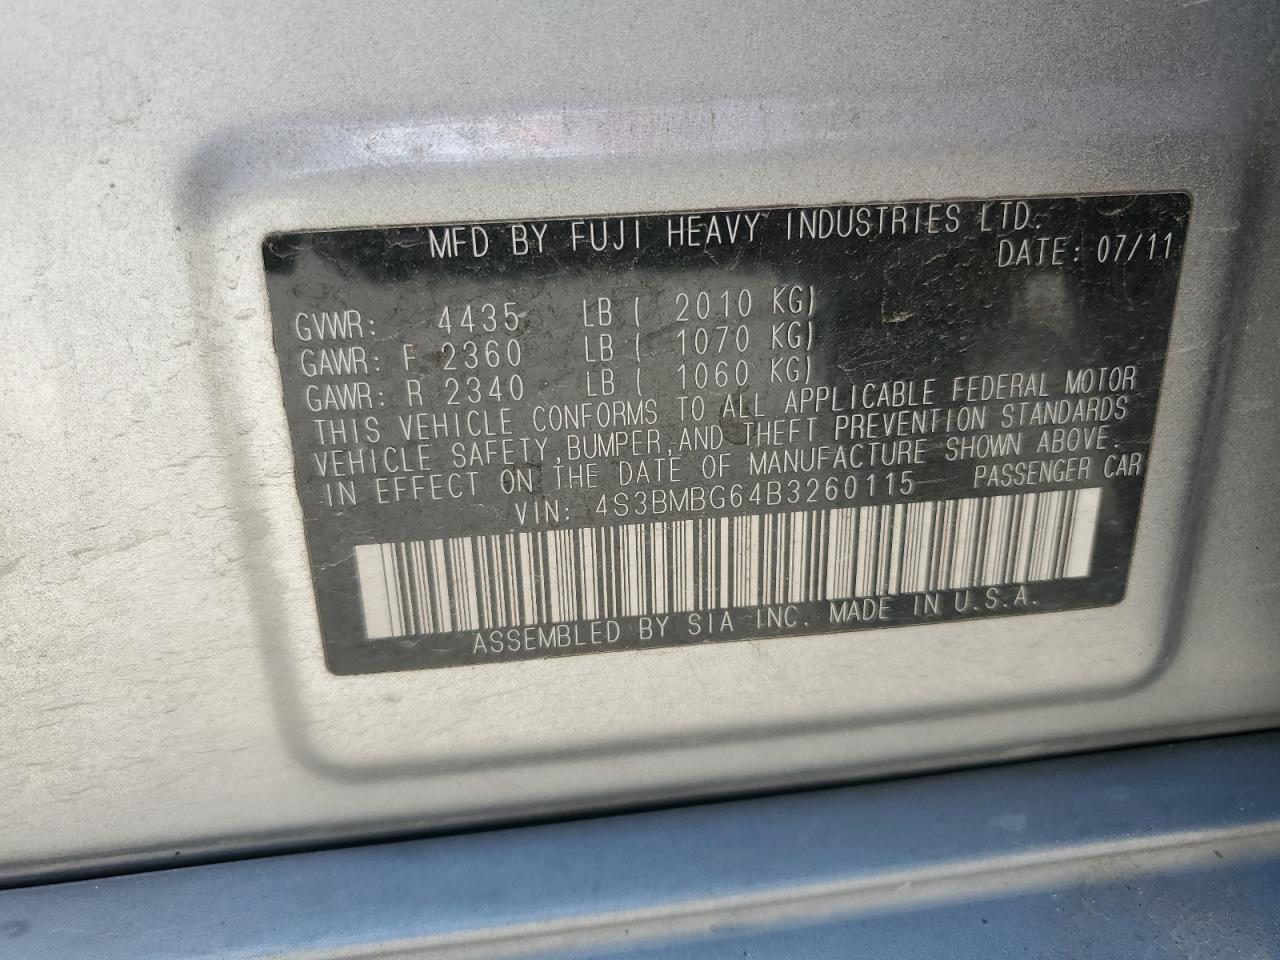 MFD BY FUJI HEAVY INDUSTRIES LTD.
DATE: 07/11
GVWR: 4435 LB ( 2010 KG)
GAWR: F 2360 LB ( 1070 KG)
GAWR: R 2340 LB ( 1060 KG)
THIS VEHICLE CONFORMS TO ALL APPLICABLE FEDERAL MOTOR
VEHICLE SAFETY, BUMPER, AND THEFT PREVENTION STANDARDS
IN EFFECT ON THE DATE OF MANUFACTURE SHOWN ABOVE.
VIN: 4S3BMBG64B3260115 PASSENGER CAR
ASSEMBLED BY SIA INC. MADE IN U.S.A.